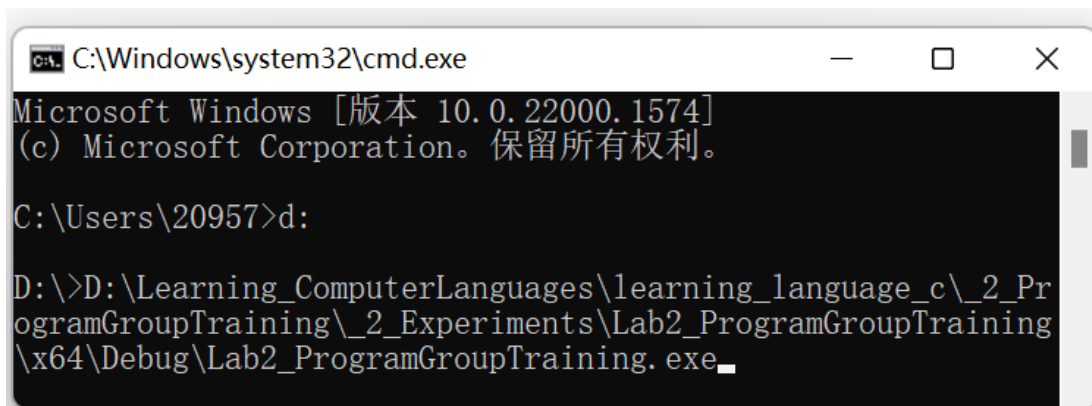 C:\Windows\system32\cmd.exe
Microsoft Windows [版本 10.0.22000.1574]
(c) Microsoft Corporation。保留所有权利。
C:\Users\20957>d:
D:\>D:\Learning_ComputerLanguages\learning_language_c\_2_Pr
ogramGroupTraining\_2_Experiments\Lab2_ProgramGroupTraining
\x64\Debug\Lab2_ProgramGroupTraining.exe